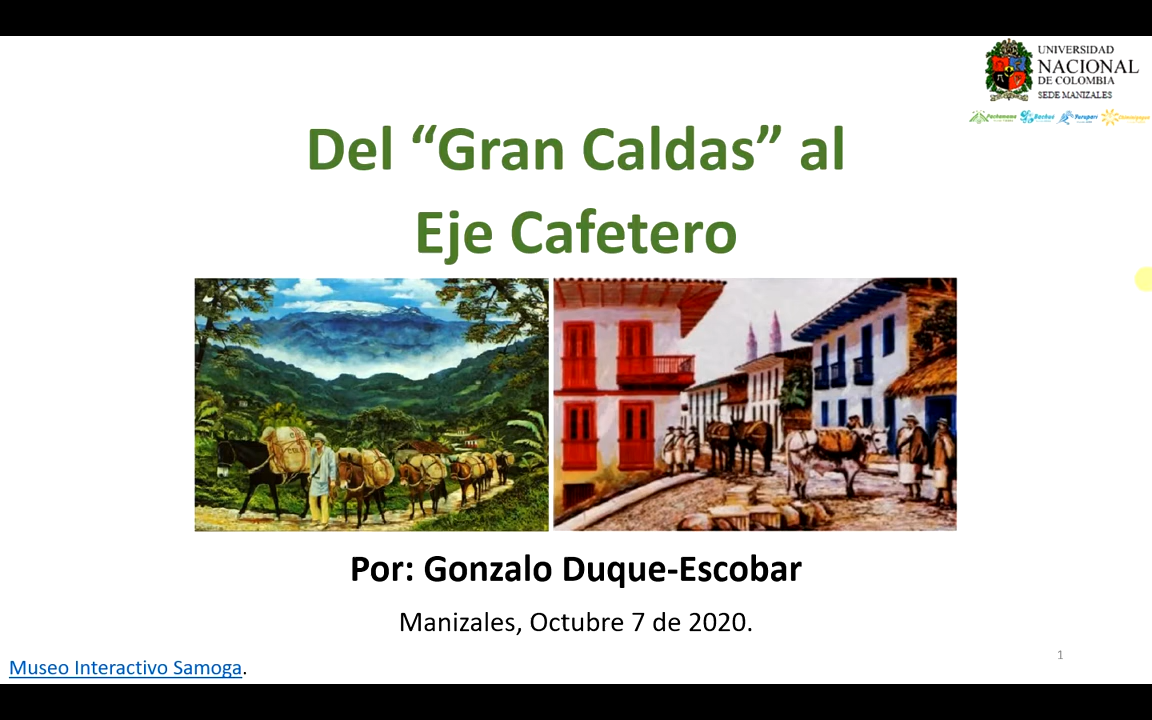 UNIVERSIDAD
NACIONAL
DE COLOMBIA
SEDE MANIZALES
Del “Gran Caldas” al
Eje Cafetero
Por: Gonzalo Duque-Escobar
Manizales, Octubre 7 de 2020.
1
Museo Interactivo Samoga.